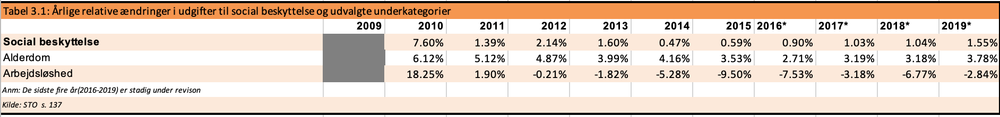 Tabel 3.1: Årlige relative ændringer i udgifter til social beskyttelse og udvalgte underkategorier
2009 2010 2011 2012 2013 2014 2015 2016* 2017* 2018* 2019*
Social beskyttelse 7.60% 1.39% 2.14% 1.60% 0.47% 0.59% 0.90% 1.03% 1.04% 1.55%
Alderdom 6.12% 5.12% 4.87% 3.99% 4.16% 3.53% 2.71% 3.19% 3.18% 3.78%
Arbejdsløshed 18.25% 1.90% -0.21% -1.82% -5.28% -9.50% -7.53% -3.18% -6.77% -2.84%
Anm: De sidste fire år(2016-2019) er stadig under revison
Kilde: STO s. 137